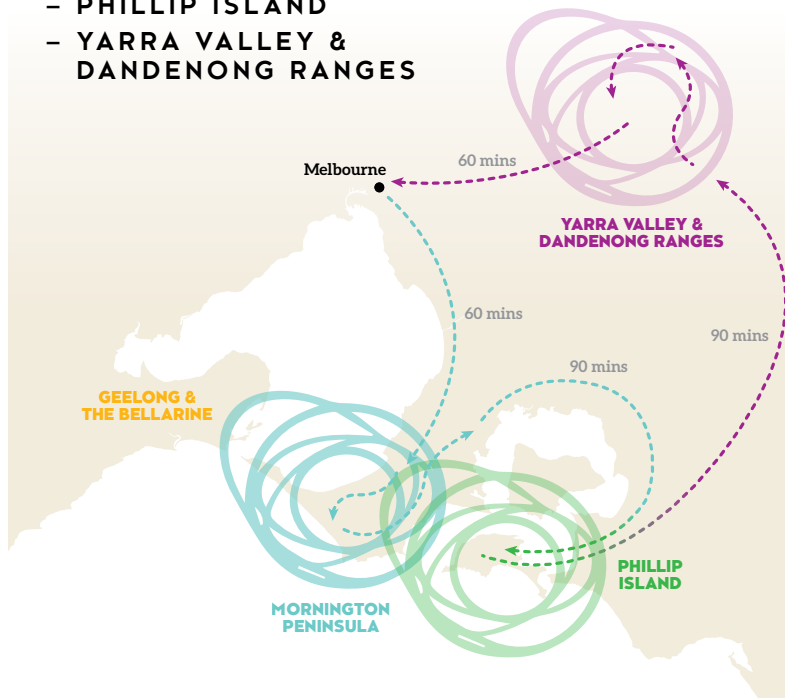 – PHILLIP ISLAND
– YARRA VALLEY &
DANDENONG RANGES
Melbourne
60 mins
YARRA VALLEY &
DANDENONG RANGES
60 mins
90 mins
90 mins
GEELONG &
THE BELLARINE
PHILLIP
ISLAND
MORNINGTON
PENINSULA